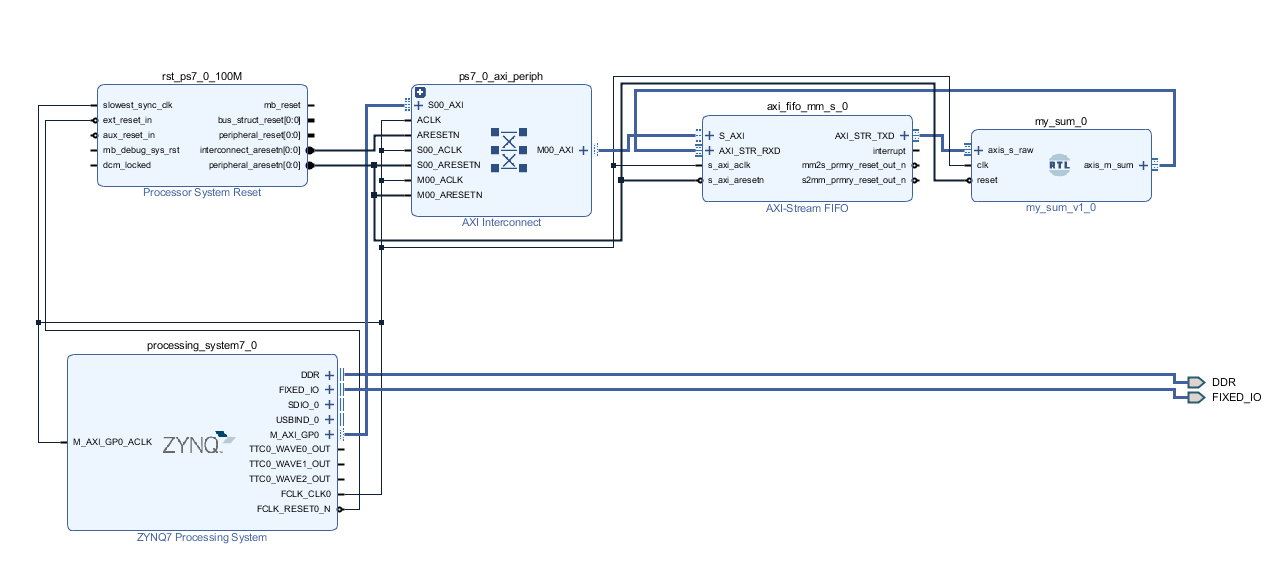 rst_ps7_0_100M
slowest_sync_clk
ext_reset_in
aux_reset_in
mb_debug_sys_rst
dcm_locked
mb_reset
bus_struct_reset[0:0]
peripheral_reset[0:0]
interconnect_aresetn[0:0]
peripheral_aresetn[0:0]
Processor System Reset
ps7_0_axi_periph
S00_AXI
ACLK
ARESETN
S00_ACLK
S00_ARESETN
M00_ACLK
M00_ARESETN
M00_AXI
AXI Interconnect
axi_fifo_mm_s_0
S_AXI
AXI_STR_RXD
s_axi_aclk
s_axi_aresetn
AXI_STR_TXD
interrupt
mm2s_prmry_reset_out_n
s2mm_prmry_reset_out_n
AXI-Stream FIFO
my_sum_0
axis_s_raw
clk
reset
RTL
axis_m_sum
my_sum_v1_0
processing_system7_0
M_AXI_GP0_ACLK
ZYNQ
DDR
FIXED_IO
SDIO_0
USBIND_0
M_AXI_GP0
TTC0_WAVE0_OUT
TTC0_WAVE1_OUT
TTC0_WAVE2_OUT
FCLK_CLK0
FCLK_RESET0_N
ZYNQ7 Processing System
DDR
FIXED_IO